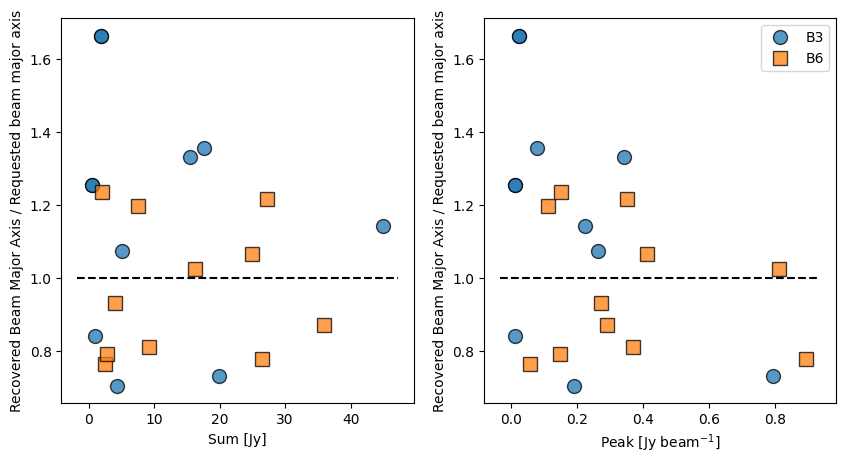 Recovered Beam Major Axis / Requested beam major axis
1.6
1.4
1.2
1.0
0.8
0 10 20 30 40
Sum [Jy]
Recovered Beam Major Axis / Requested beam major axis
1.6
1.4
1.2
1.0
0.8
0.0 0.2 0.4 0.6 0.8
Peak [Jy beam⁻¹]
B3
B6